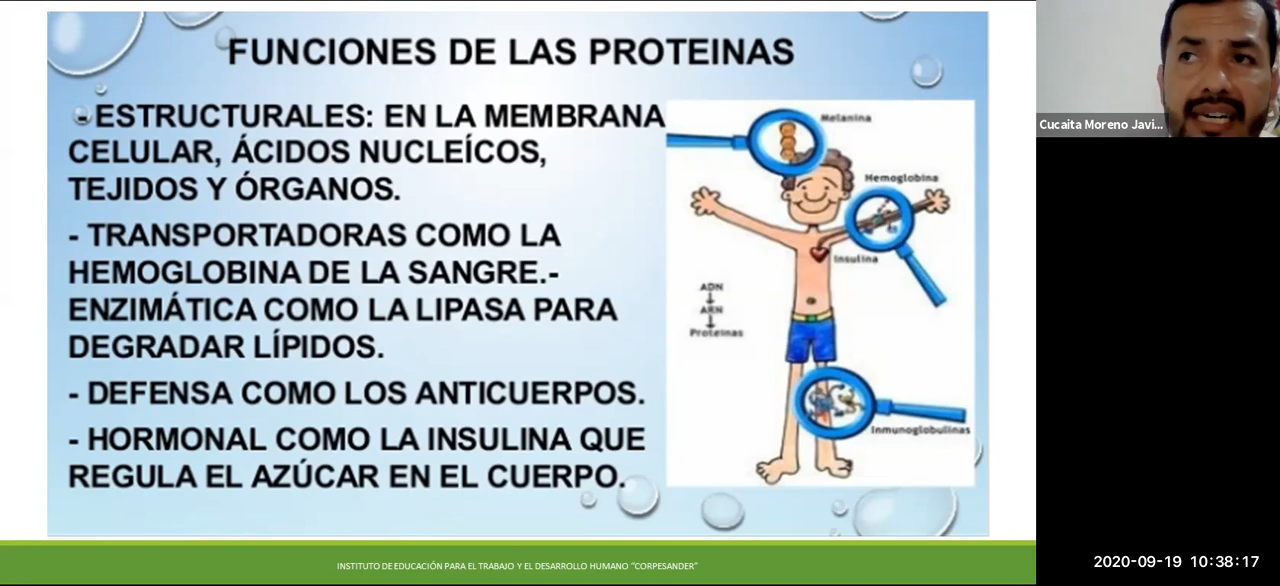 FUNCIONES DE LAS PROTEINAS
-ESTRUCTURALES: EN LA MEMBRANA
CELULAR, ÁCIDOS NUCLEÍCOS,
TEJIDOS Y ÓRGANOS.
- TRANSPORTADORAS COMO LA
HEMOGLOBINA DE LA SANGRE.-
ENZIMÁTICA COMO LA LIPASA PARA
DEGRADAR LÍPIDOS.
- DEFENSA COMO LOS ANTICUERPOS.
- HORMONAL COMO LA INSULINA QUE
REGULA EL AZÚCAR EN EL CUERPO.
Melanina
Hemoglobina
Insulina
ADN
ARN
Proteinas
Inmunoglobulinas
INSTITUTO DE EDUCACIÓN PARA EL TRABAJO Y EL DESARROLLO HUMANO "CORPESANDER"
Cucaita Moreno Javi...
2020-09-19 10:38:17